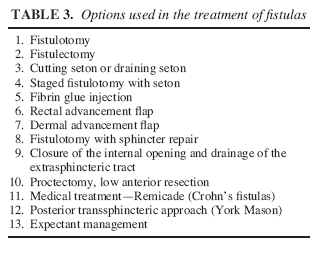 TABLE 3. Options used in the treatment of fistulas
1. Fistulotomy
2. Fistulectomy
3. Cutting seton or draining seton
4. Staged fistulotomy with seton
5. Fibrin glue injection
6. Rectal advancement flap
7. Dermal advancement flap
8. Fistulotomy with sphincter repair
9. Closure of the internal opening and drainage of the
extrasphincteric tract
10. Proctectomy, low anterior resection
11. Medical treatment—Remicade (Crohn's fistulas)
12. Posterior transsphincteric approach (York Mason)
13. Expectant management